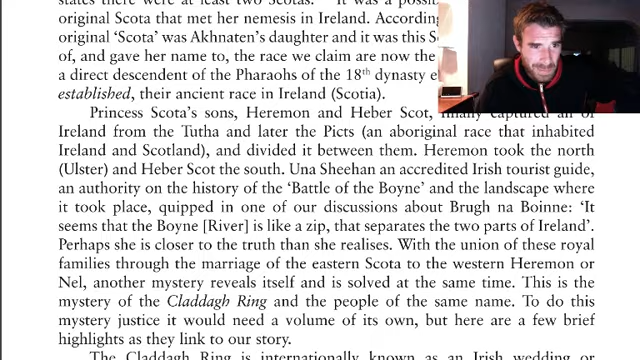 states there were at least two Scotas.
original Scota that met her nemesis in Ireland. According
original ‘Scota’ was Akhnaten’s daughter and it was this
of, and gave her name to, the race we claim are now the
a direct descendent of the Pharaohs of the 18th dynasty
established, their ancient race in Ireland (Scotia).
Princess Scota’s sons, Heremon and Heber Scot, finally captured all of
Ireland from the Tutha and later the Picts (an aboriginal race that inhabited
Ireland and Scotland), and divided it between them. Heremon took the north
(Ulster) and Heber Scot the south. Una Sheehan an accredited Irish tourist guide,
an authority on the history of the ‘Battle of the Boyne’ and the landscape where
it took place, quipped in one of our discussions about Brugh na Boinne: ‘It
seems that the Boyne [River] is like a zip, that separates the two parts of Ireland’.
Perhaps she is closer to the truth than she realises. With the union of these royal
families through the marriage of the eastern Scota to the western Heremon or
Nel, another mystery reveals itself and is solved at the same time. This is the
mystery of the Claddagh Ring and the people of the same name. To do this
mystery justice it would need a volume of its own, but here are a few brief
highlights as they link to our story.
The Claddagh Ring is internationally known as an Irish wedding or